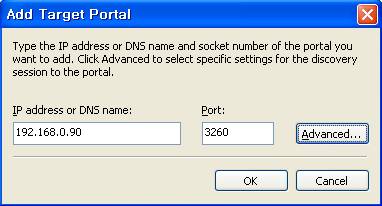 Add Target Portal
Type the IP address or DNS name and socket number of the portal you
want to add. Click Advanced to select specific settings for the discovery
session to the portal.
IP address or DNS name: Port:
192.168.0.90 3260 Advanced...
OK Cancel